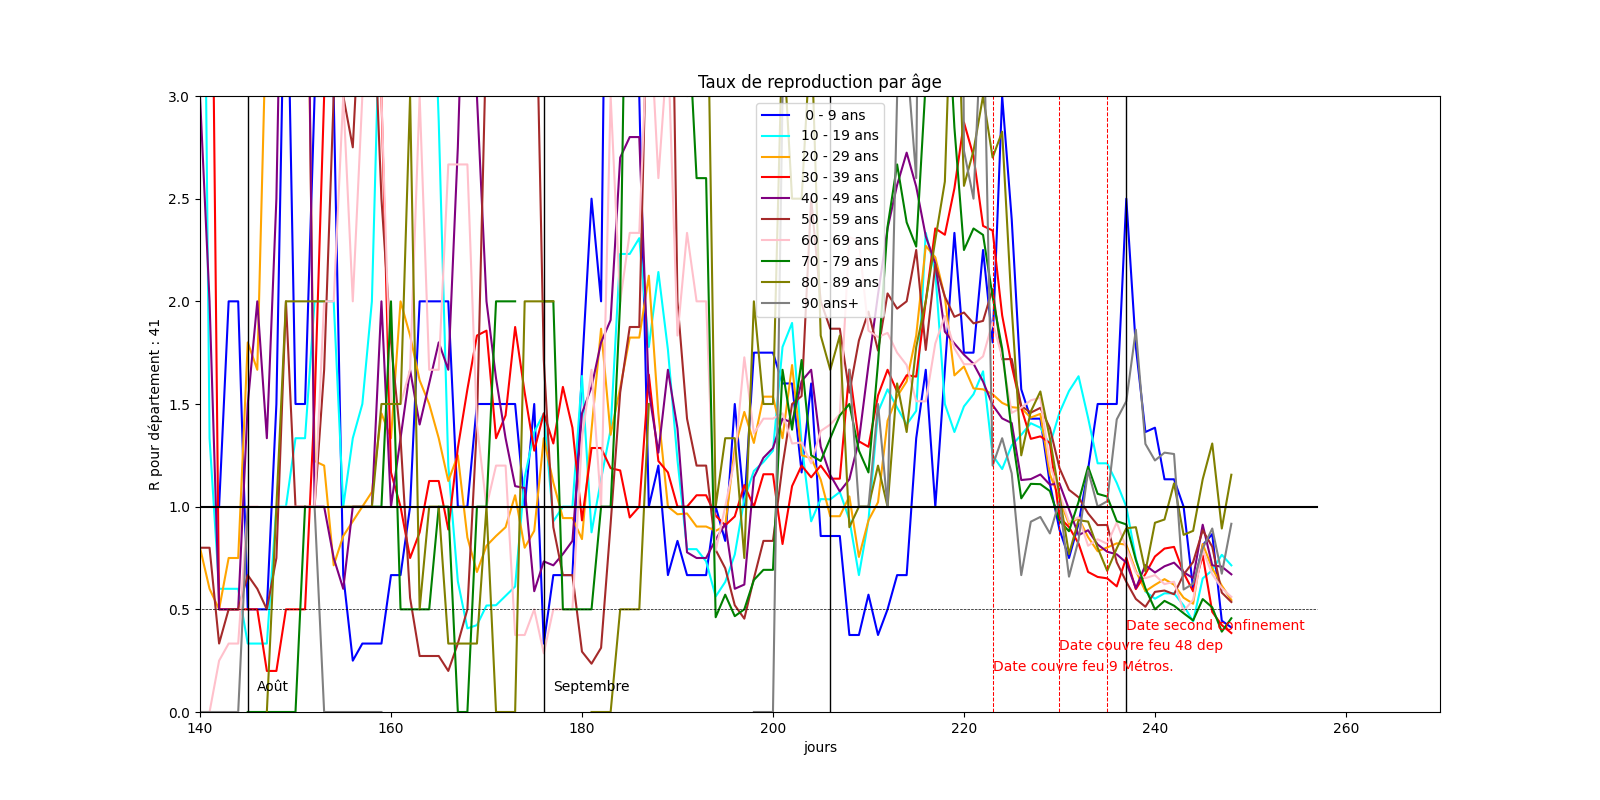 Taux de reproduction par âge
3.0
2.5
2.0
1.5
1.0
0.5
0.0
R pour département : 41
0 - 9 ans
10 - 19 ans
20 - 29 ans
30 - 39 ans
40 - 49 ans
50 - 59 ans
60 - 69 ans
70 - 79 ans
80 - 89 ans
90 ans+
Date second confinement
Date couvre feu 48 dep
Date couvre feu 9 Métros.
Août
Septembre
140
160
180
200
220
240
260
jours